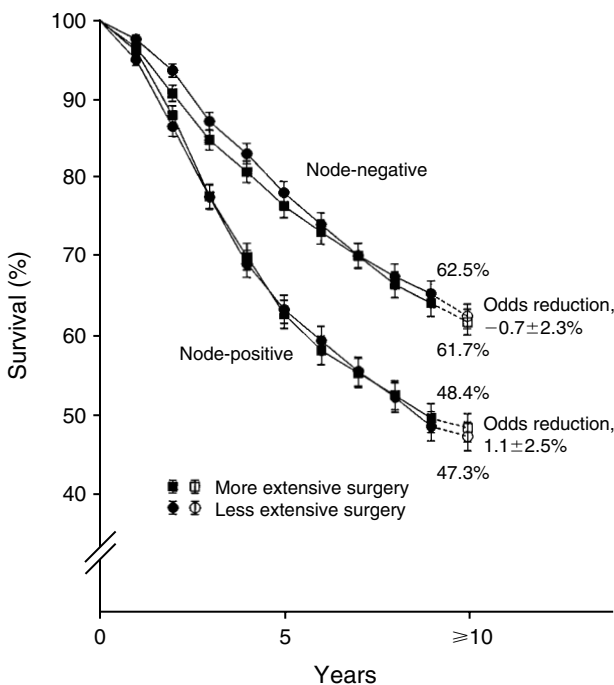 100
90
80
70
60
50
40
Survival (%)
Node-negative
62.5%
Odds reduction,
−0.7±2.3%
61.7%
Node-positive
48.4%
Odds reduction,
1.1±2.5%
47.3%
More extensive surgery
Less extensive surgery
0
5
⩾10
Years